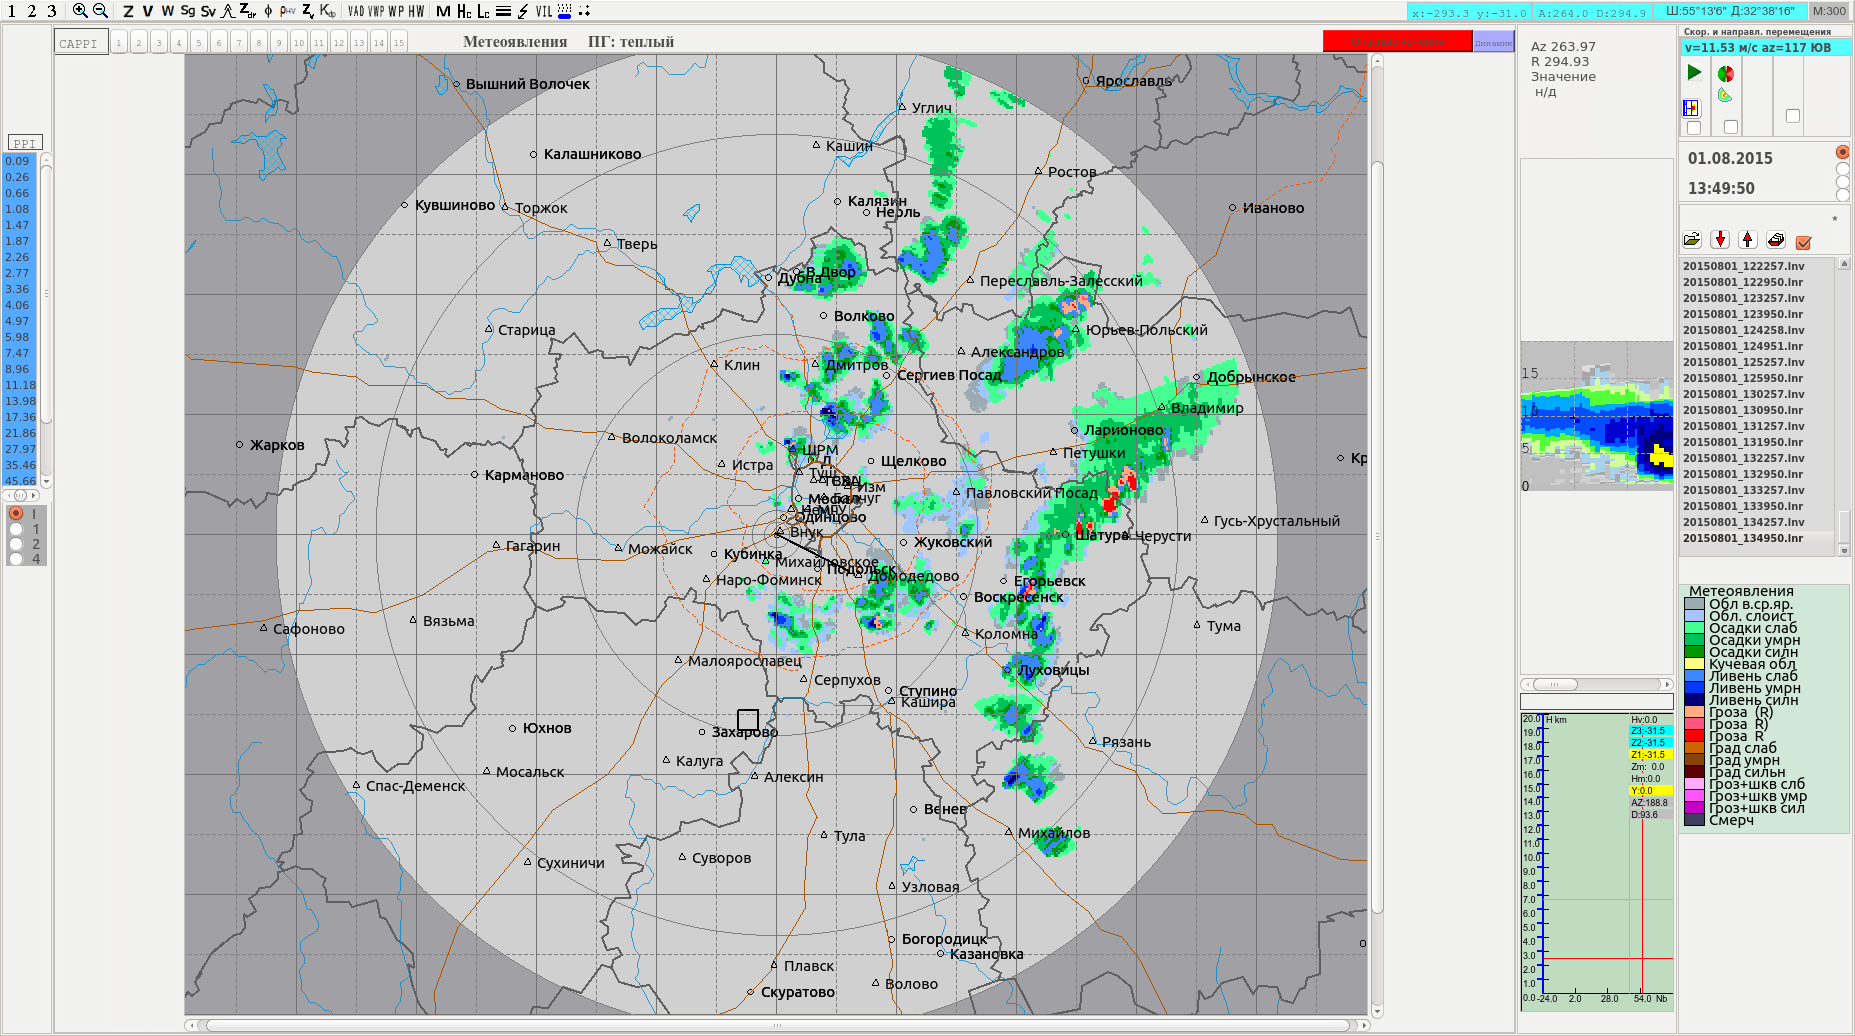 1 2 3 Z V W Sg Sv Zdr ϕ ρHV Zv Kdp VAD VWP WP HW M Hc Lc VIL
x:-293.3 y:-31.0 A:264.0 D:294.9 Ш:55°13'6" Д:32°38'16" M:300
CAPPI 1 2 3 4 5 6 7 8 9 10 11 12 13 14 15
Метеоявления ПГ: теплый
Динамик
PPI
0.09
0.26
0.66
1.08
1.47
1.87
2.26
2.77
3.36
4.06
4.97
5.98
7.47
8.96
11.18
13.98
17.36
21.86
27.97
35.46
45.66
I
1
2
4
Вышний Волочек
Ярославль
Углич
Кашин
Калашниково
Ростов
Кувшиново
Торжок
Калязин
Нерль
Иваново
Тверь
В.Двор
Дубна
Переславль-Залесский
Волково
Старица
Юрьев-Польский
Александров
Клин
Дмитров
Сергиев Посад
Добрынское
Владимир
Ларионово
Волоколамск
Жарков
ШРМ
Петушки
Щелково
Истра
Кр
Карманово
Туш
Изм
Павловский Посад
Одинцово
Гусь-Хрустальный
Внук
Шатура
Черусти
Гагарин
Можайск
Кубинка
Жуковский
Михайловское
Подольск
Домодедово
Наро-Фоминск
Егорьевск
Воскресенск
Вязьма
Сафоново
Коломна
Тума
Малоярославец
Луховицы
Серпухов
Ступино
Кашира
Юхнов
Захарово
Рязань
Калуга
Мосальск
Алексин
Спас-Деменск
Венев
Михайлов
Тула
Суворов
Сухиничи
Узловая
Богородицк
Казановка
Плавск
Волово
Скуратово
Az 263.97
R 294.93
Значение
н/д
15
10
5
0
20.0 H km
19.0
18.0
17.0
16.0
15.0
14.0
13.0
12.0
11.0
10.0
9.0
8.0
7.0
6.0
5.0
4.0
3.0
2.0
1.0
0.0 -24.0 2.0 28.0 54.0 Nb
Hv:0.0
Z3:-31.5
Z2:-31.5
Z1:-31.5
Zm: 0.0
Hm:0.0
Y:0.0
AZ:188.8
D:93.6
Скор. и направл. перемещения
v=11.53 м/с az=117 ЮВ
01.08.2015
13:49:50
*
20150801_122257.lnv
20150801_122950.lnr
20150801_123257.lnv
20150801_123950.lnr
20150801_124258.lnv
20150801_124951.lnr
20150801_125257.lnv
20150801_125950.lnr
20150801_130257.lnv
20150801_130950.lnr
20150801_131257.lnv
20150801_131950.lnr
20150801_132257.lnv
20150801_132950.lnr
20150801_133257.lnv
20150801_133950.lnr
20150801_134257.lnv
20150801_134950.lnr
Метеоявления
Обл в.ср.яр.
Обл. слоист
Осадки слаб
Осадки умрн
Осадки силн
Кучевая обл
Ливень слаб
Ливень умрн
Ливень силн
Гроза (R)
Гроза R)
Гроза R
Град слаб
Град умрн
Град сильн
Гроз+шкв слб
Гроз+шкв умр
Гроз+шкв сил
Смерч